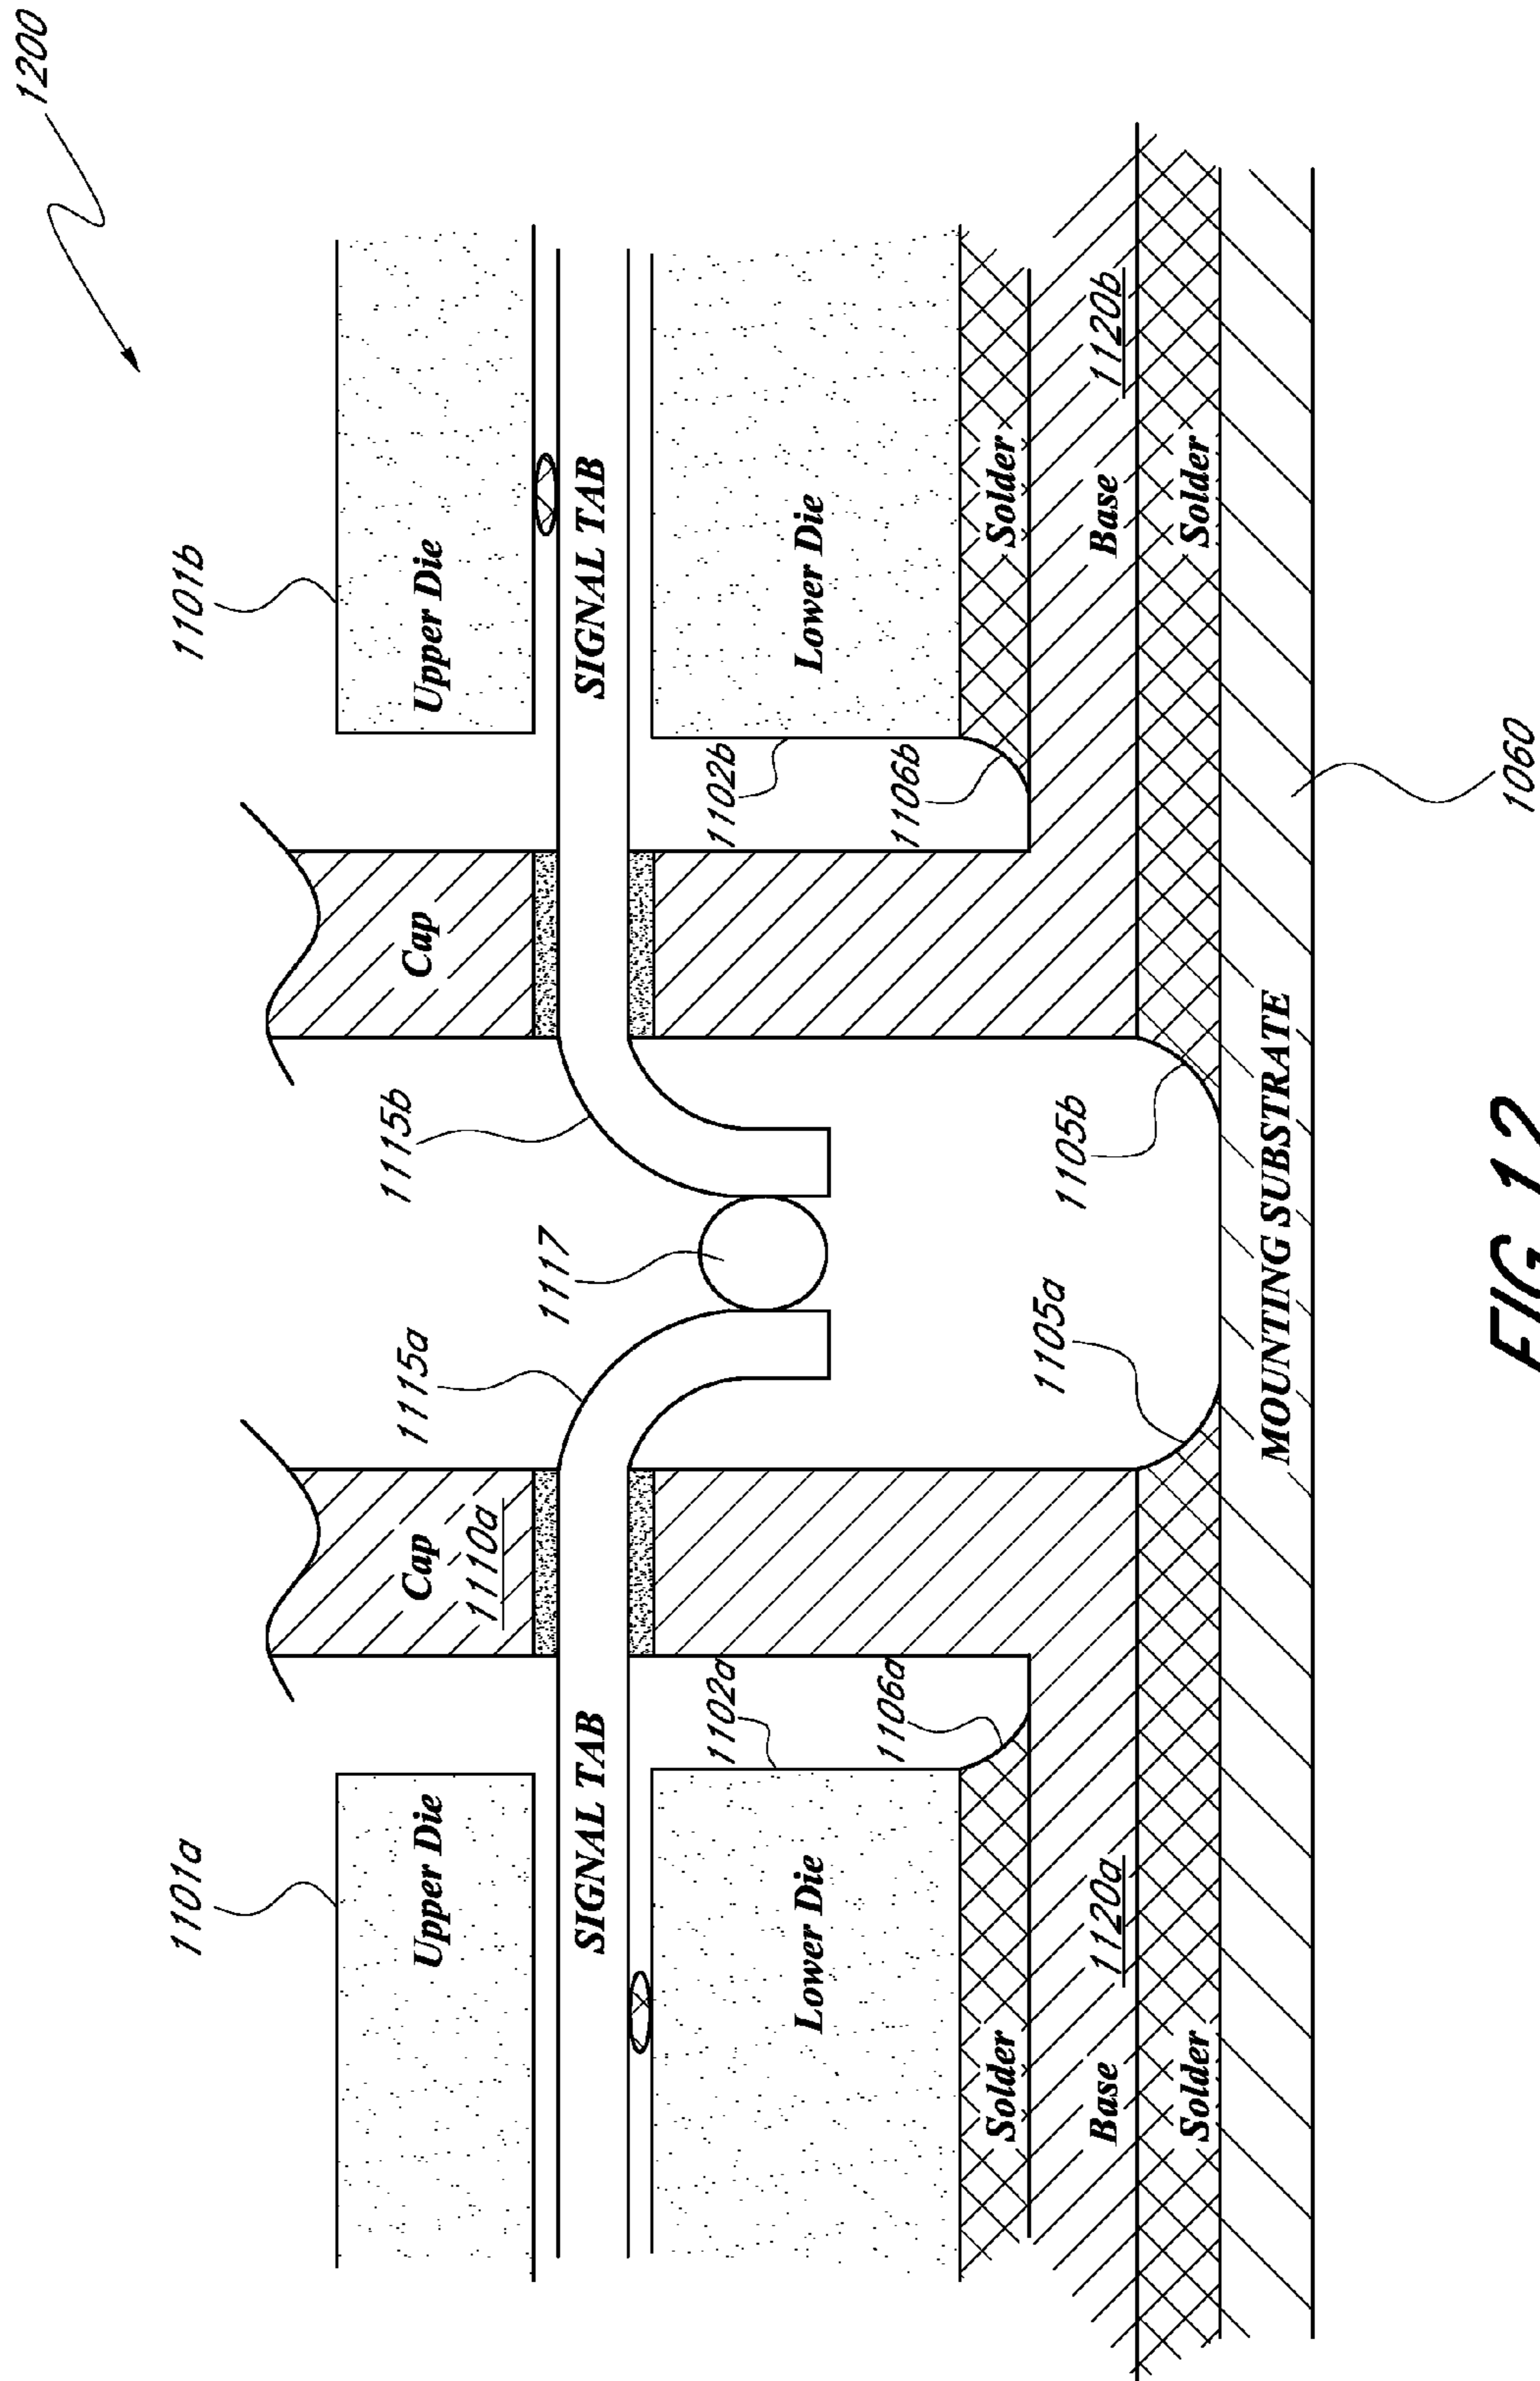 1200
1101a
1101b
Upper Die
Cap
1110a
Cap
Upper Die
1115a
1117
1115b
SIGNAL TAB
SIGNAL TAB
1102a
1102b
Lower Die
Lower Die
1106a
1106b
Solder
1105a
1105b
Solder
Base
1120a
Base
1120b
Solder
Solder
MOUNTING SUBSTRATE
1060
FIG. 12